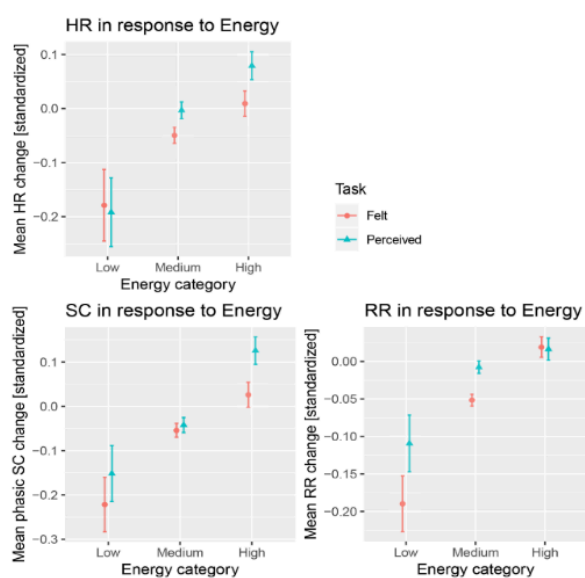 HR in response to Energy
Mean HR change [standardized]
0.1
0.0
−0.1
−0.2
Low
Medium
High
Energy category
Task
Felt
Perceived
SC in response to Energy
Mean phasic SC change [standardized]
0.1
0.0
−0.1
−0.2
−0.3
Low
Medium
High
Energy category
RR in response to Energy
Mean RR change [standardized]
0.00
−0.05
−0.10
−0.15
−0.20
Low
Medium
High
Energy category